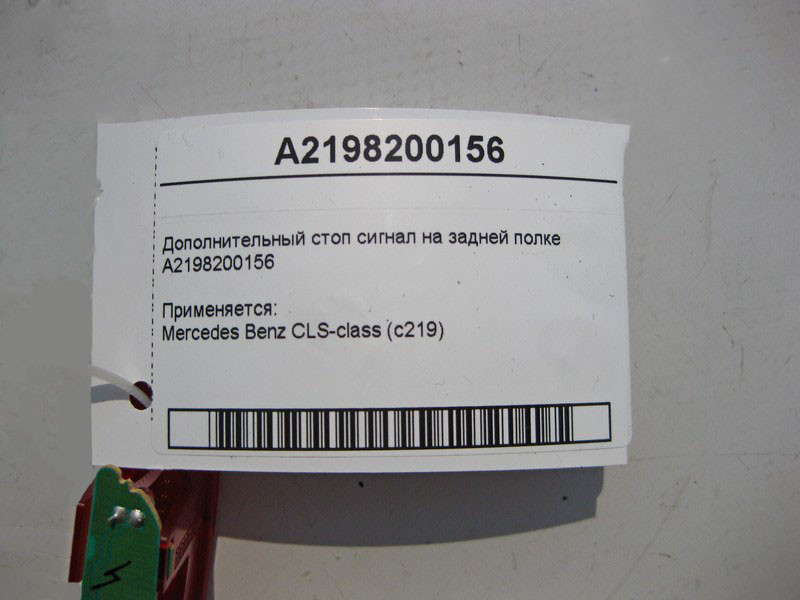 A2198200156
Дополнительный стоп сигнал на задней полке
A2198200156
Применяется:
Mercedes Benz CLS-class (c219)